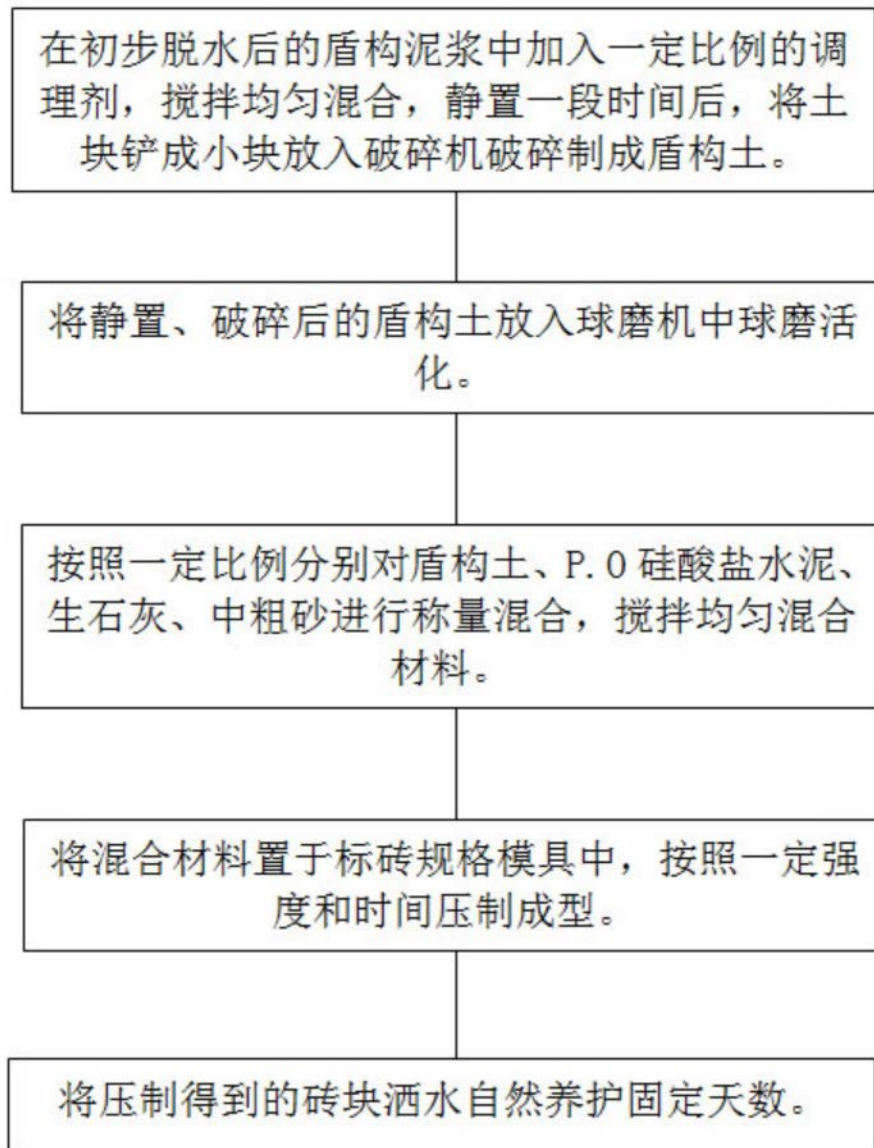 在初步脱水后的盾构泥浆中加入一定比例的调
理剂，搅拌均匀混合，静置一段时间后，将土
块铲成小块放入破碎机破碎制成盾构土。
将静置、破碎后的盾构土放入球磨机中球磨活
化。
按照一定比例分别对盾构土、P.O硅酸盐水泥、
生石灰、中粗砂进行称量混合，搅拌均匀混合
材料。
将混合材料置于标砖规格模具中，按照一定强
度和时间压制成型。
将压制得到的砖块洒水自然养护固定天数。